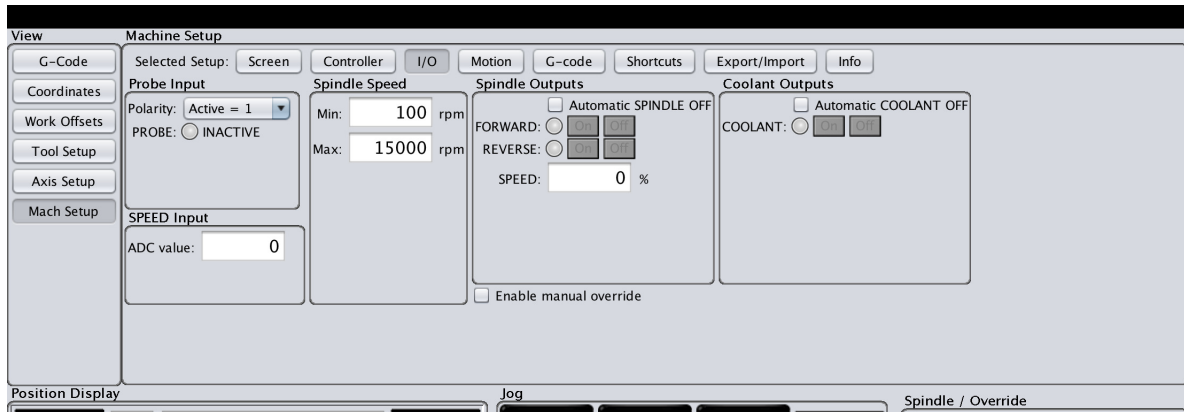 View
Machine Setup
G-Code
Coordinates
Work Offsets
Tool Setup
Axis Setup
Mach Setup
Selected Setup: Screen Controller I/O Motion G-code Shortcuts Export/Import Info
Probe Input
Polarity: Active = 1
PROBE: INACTIVE
SPEED Input
ADC value: 0
Spindle Speed
Min: 100 rpm
Max: 15000 rpm
Spindle Outputs
Automatic SPINDLE OFF
FORWARD: On Off
REVERSE: On Off
SPEED: 0 %
Enable manual override
Coolant Outputs
Automatic COOLANT OFF
COOLANT: On Off
Position Display
Jog
Spindle / Override